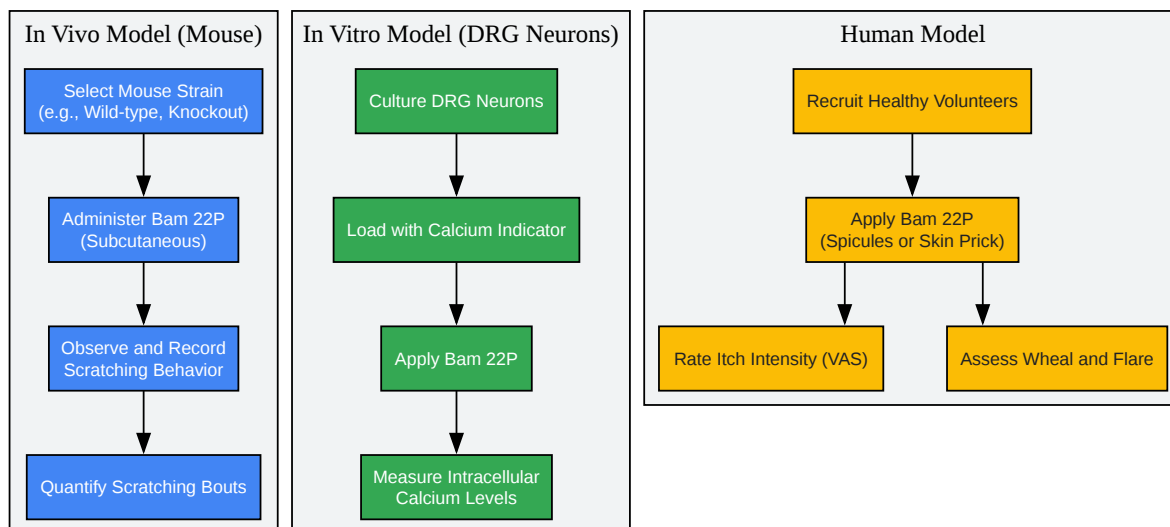 In Vivo Model (Mouse)
Select Mouse Strain
(e.g., Wild-type, Knockout)
Administer Bam 22P
(Subcutaneous)
Observe and Record
Scratching Behavior
Quantify Scratching Bouts
In Vitro Model (DRG Neurons)
Culture DRG Neurons
Load with Calcium Indicator
Apply Bam 22P
Measure Intracellular
Calcium Levels
Human Model
Recruit Healthy Volunteers
Apply Bam 22P
(Spicules or Skin Prick)
Rate Itch Intensity (VAS)
Assess Wheal and Flare